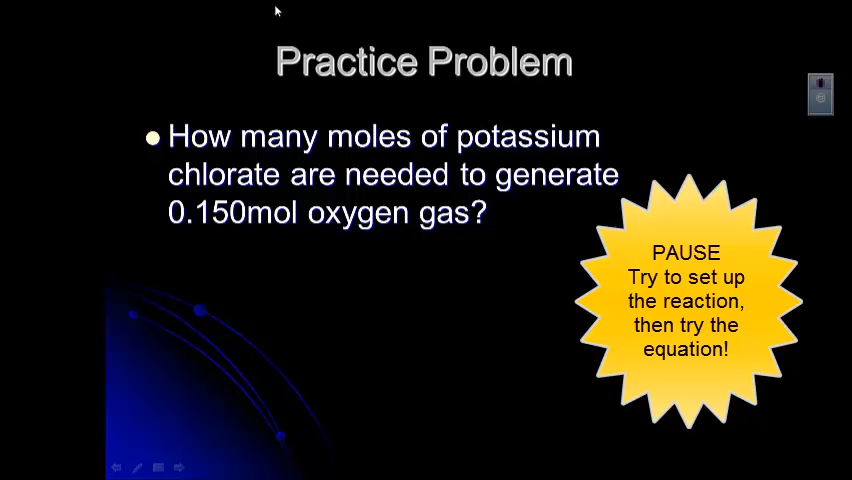 Practice Problem
How many moles of potassium
chlorate are needed to generate
0.150mol oxygen gas?
PAUSE
Try to set up
the reaction,
then try the
equation!